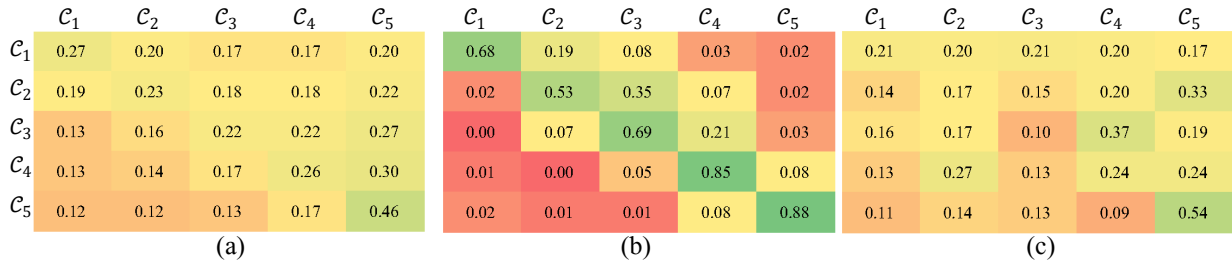 𝒞₁ 𝒞₂ 𝒞₃ 𝒞₄ 𝒞₅ 𝒞₁ 𝒞₂ 𝒞₃ 𝒞₄ 𝒞₅ 𝒞₁ 𝒞₂ 𝒞₃ 𝒞₄ 𝒞₅
𝒞₁ 0.27 0.20 0.17 0.17 0.20 0.68 0.19 0.08 0.03 0.02 0.21 0.20 0.21 0.20 0.17
𝒞₂ 0.19 0.23 0.18 0.18 0.22 0.02 0.53 0.35 0.07 0.02 0.14 0.17 0.15 0.20 0.33
𝒞₃ 0.13 0.16 0.22 0.22 0.27 0.00 0.07 0.69 0.21 0.03 0.16 0.17 0.10 0.37 0.19
𝒞₄ 0.13 0.14 0.17 0.26 0.30 0.01 0.00 0.05 0.85 0.08 0.13 0.27 0.13 0.24 0.24
𝒞₅ 0.12 0.12 0.13 0.17 0.46 0.02 0.01 0.01 0.08 0.88 0.11 0.14 0.13 0.09 0.54
(a) (b) (c)